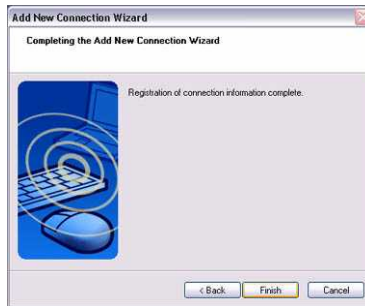 Add New Connection Wizard
Completing the Add New Connection Wizard
Registration of connection information complete.
< Back
Finish
Cancel